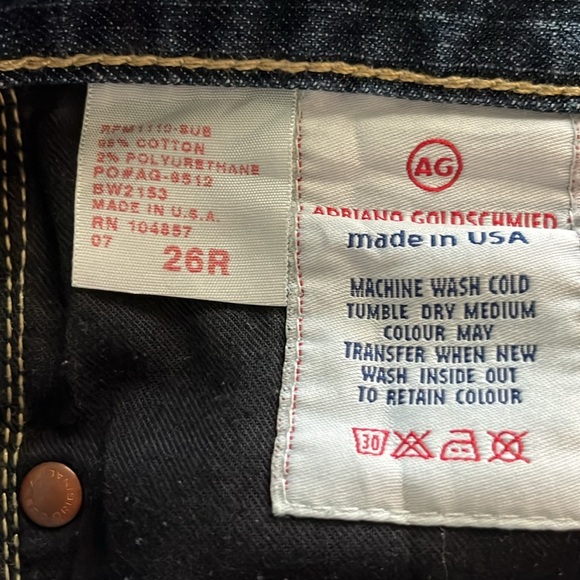 RPM1110-SUB
98% COTTON
2% POLYURETHANE
PO#AG-8512
BW2153
MADE IN U.S.A.
RN 104857
07
26R
AG
ADRIANO GOLDSCHMIED
made in USA
MACHINE WASH COLD
TUMBLE DRY MEDIUM
COLOUR MAY
TRANSFER WHEN NEW
WASH INSIDE OUT
TO RETAIN COLOUR
30